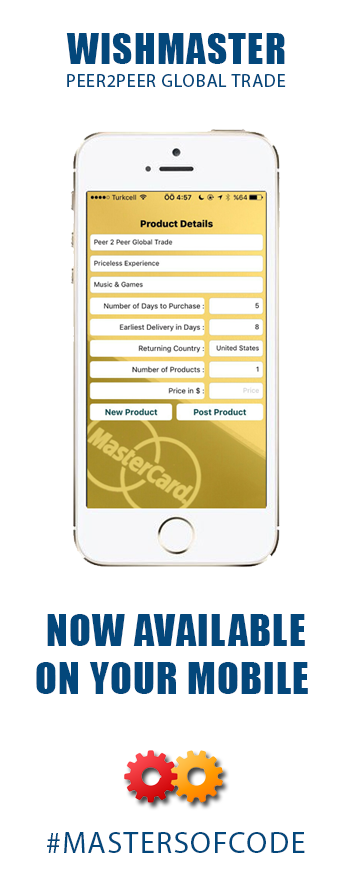 WISHMASTER
PEER2PEER GLOBAL TRADE
Turkcell ÖÖ 4:57 %64
Product Details
Peer 2 Peer Global Trade
Priceless Experience
Music & Games
Number of Days to Purchase : 5
Earliest Delivery in Days : 8
Returning Country : United States
Number of Products : 1
Price in $ : Price
New Product Post Product
MasterCard
NOW AVAILABLE
ON YOUR MOBILE
#MASTERSOFCODE